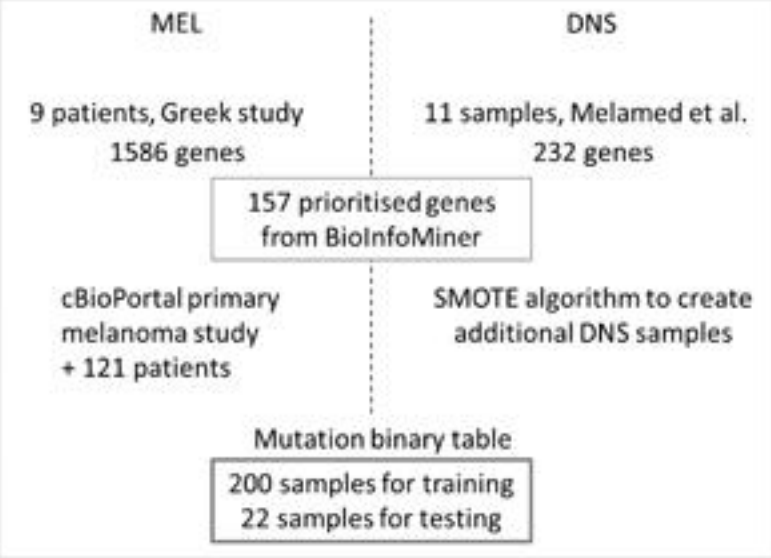 MEL
DNS
9 patients, Greek study
1586 genes
11 samples, Melamed et al.
232 genes
157 prioritised genes
from BioInfoMiner
cBioPortal primary
melanoma study
+ 121 patients
SMOTE algorithm to create
additional DNS samples
Mutation binary table
200 samples for training
22 samples for testing